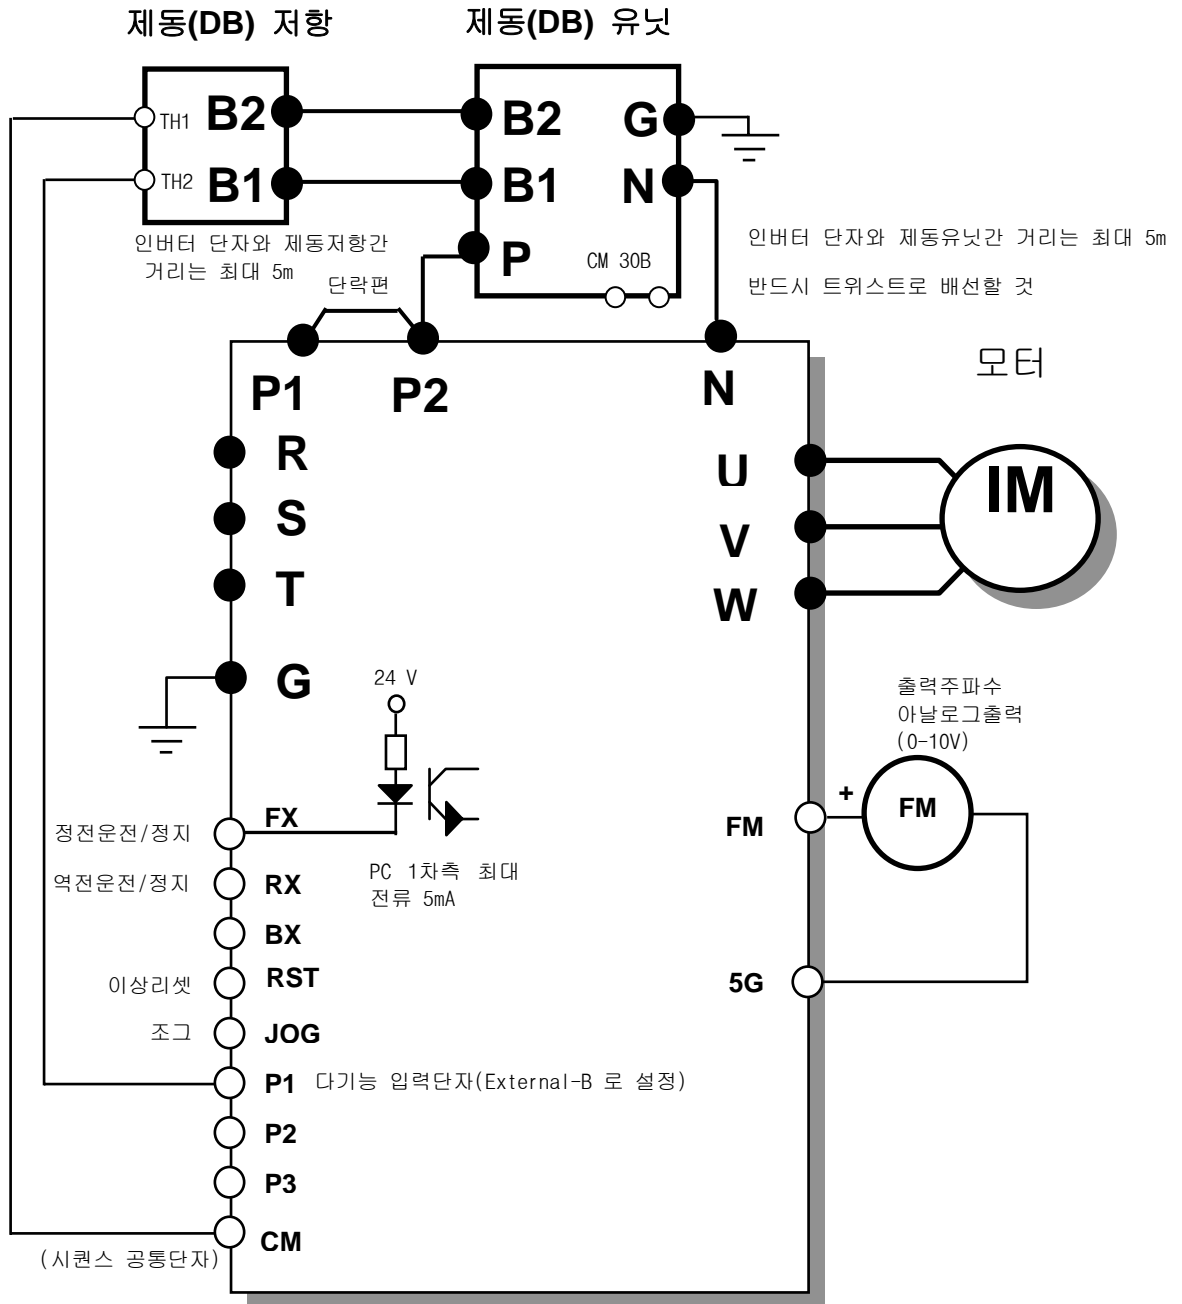 제동(DB) 저항
제동(DB) 유닛
TH1
B2
TH2
B1
B2
G
B1
N
P
CM 30B
인버터 단자와 제동저항간
거리는 최대 5m
단락편
인버터 단자와 제동유닛간 거리는 최대 5m
반드시 트위스트로 배선할 것
P1
P2
N
모터
R
S
T
G
U
V
W
IM
24 V
PC 1차측 최대
전류 5mA
출력주파수
아날로그출력
(0-10V)
+
FM
FM
5G
정전운전/정지
FX
역전운전/정지
RX
BX
이상리셋
RST
조그
JOG
P1
다기능 입력단자(External-B 로 설정)
P2
P3
CM
(시퀀스 공통단자)